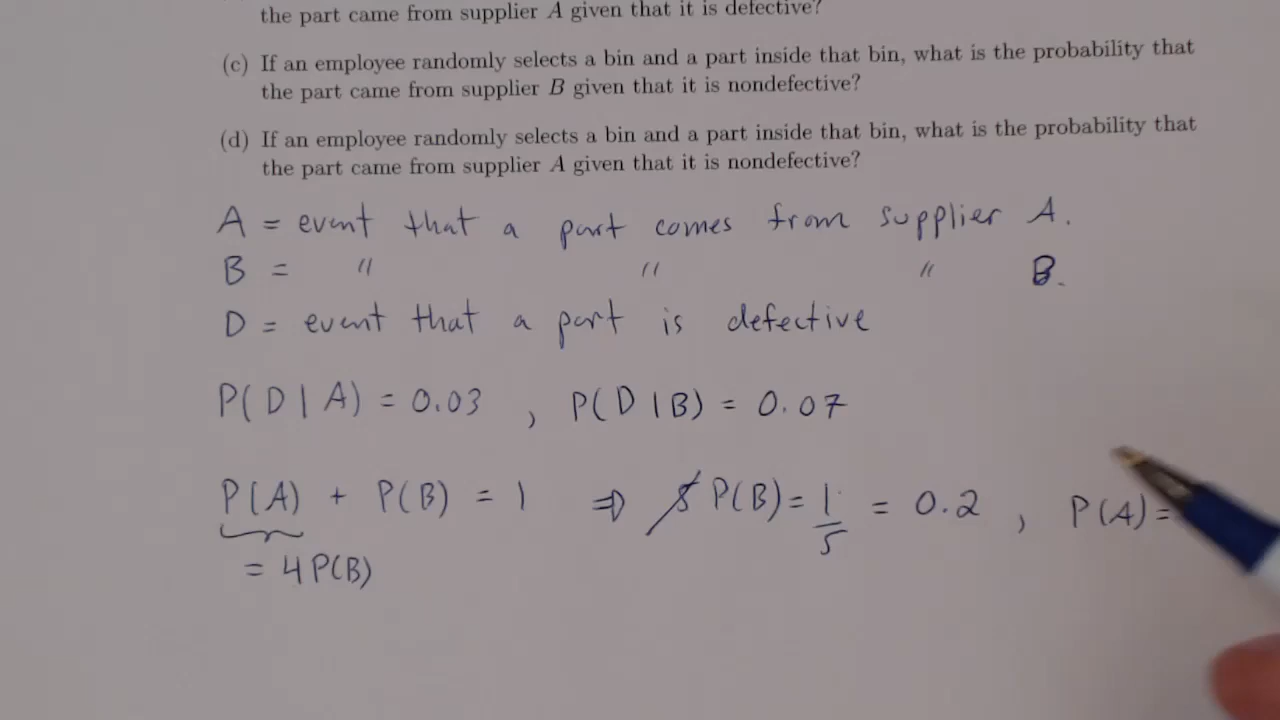 the part came from supplier A given that it is defective?
(c) If an employee randomly selects a bin and a part inside that bin, what is the probability that
the part came from supplier B given that it is nondefective?
(d) If an employee randomly selects a bin and a part inside that bin, what is the probability that
the part came from supplier A given that it is nondefective?
A = event that a part comes from supplier A.
B = " " " B.
D = event that a part is defective
P(D|A) = 0.03 , P(D|B) = 0.07
P(A) + P(B) = 1 ⇒ 5 P(B) = 1/5 = 0.2 , P(A) =
= 4P(B)